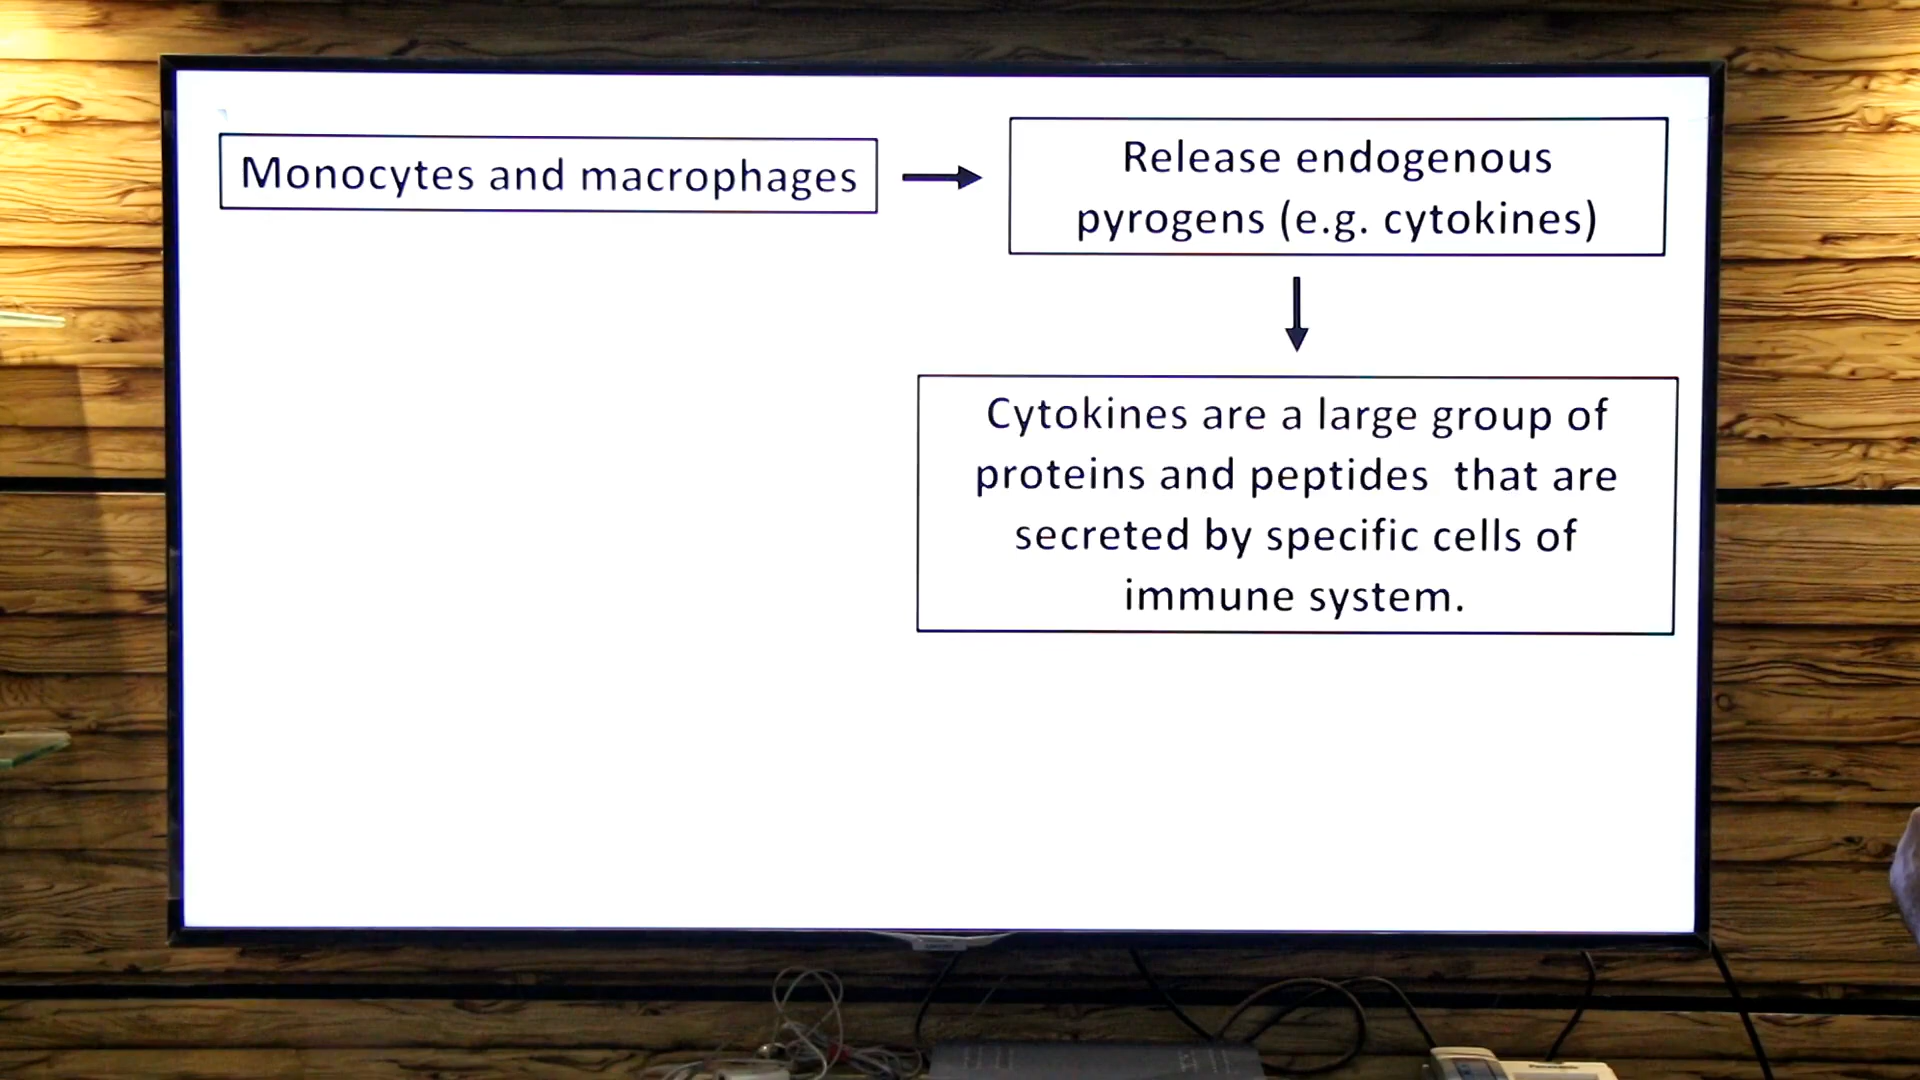 Monocytes and macrophages
Release endogenous
pyrogens (e.g. cytokines)
Cytokines are a large group of
proteins and peptides that are
secreted by specific cells of
immune system.
Panasonic